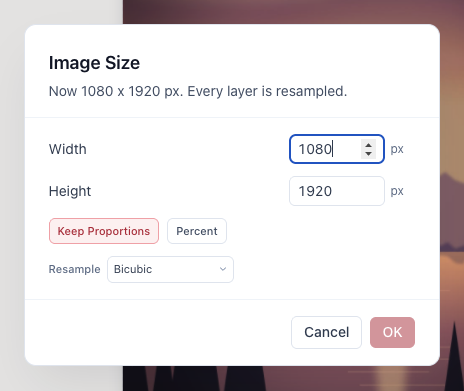 Image Size
Now 1080 x 1920 px. Every layer is resampled.
Width 1080 px
Height 1920 px
Keep Proportions Percent
Resample Bicubic
Cancel OK